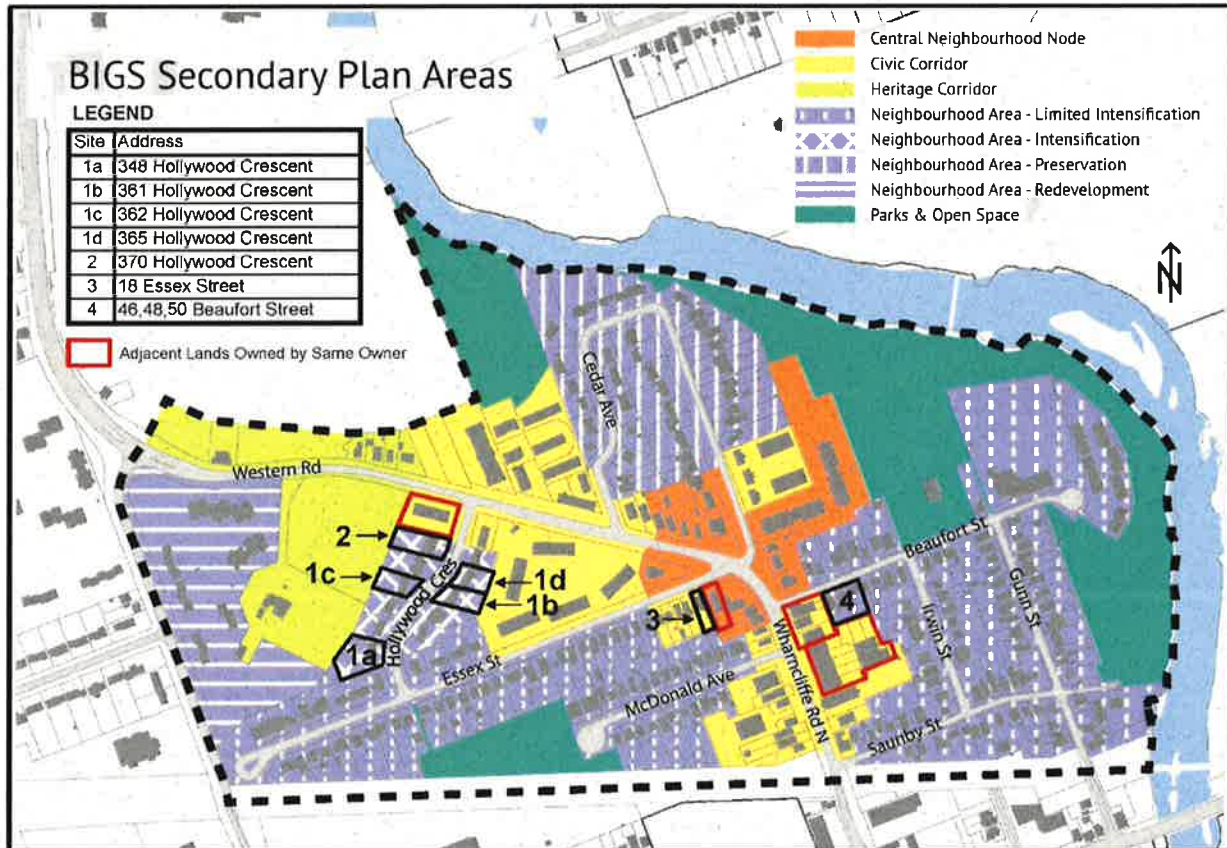 BIGS Secondary Plan Areas
LEGEND
Site Address
1a 348 Hollywood Crescent
1b 361 Hollywood Crescent
1c 362 Hollywood Crescent
1d 365 Hollywood Crescent
2 370 Hollywood Crescent
3 18 Essex Street
4 46,48,50 Beaufort Street
Adjacent Lands Owned by Same Owner
Central Neighbourhood Node
Civic Corridor
Heritage Corridor
Neighbourhood Area - Limited Intensification
Neighbourhood Area - Intensification
Neighbourhood Area - Preservation
Neighbourhood Area - Redevelopment
Parks & Open Space
N
Cedar Ave
Western Rd
2
1c
1d
1b
Hollywood Cres
1a
Essex St
3
McDonald Ave
Wharncliffe Rd N
4
Beaufort St
Irwin St
Gunn St
Saunby St